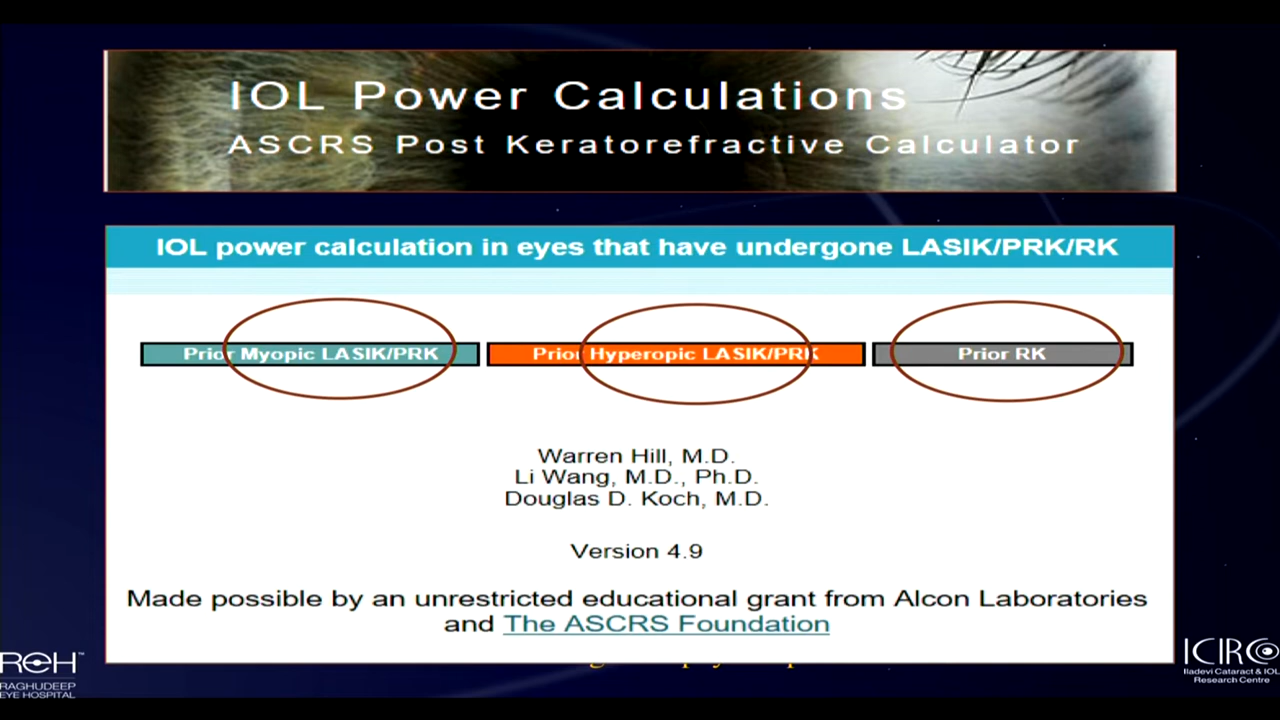 IOL Power Calculations
ASCRS Post Keratorefractive Calculator
IOL power calculation in eyes that have undergone LASIK/PRK/RK
Prior Myopic LASIK/PRK
Prior Hyperopic LASIK/PRK
Prior RK
Warren Hill, M.D.
Li Wang, M.D., Ph.D.
Douglas D. Koch, M.D.
Version 4.9
Made possible by an unrestricted educational grant from Alcon Laboratories
and The ASCRS Foundation
REH™
RAGHUDEEP
EYE HOSPITAL
ICIRC
Iladevi Cataract & IOL
Research Centre